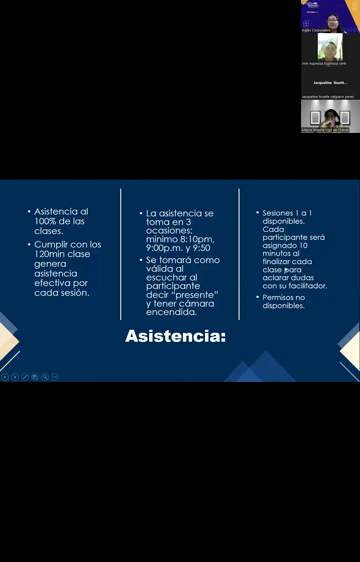 Jacqueline Lissett...
• Asistencia al
100% de las
clases.
• Cumplir con los
120min clase
genera
asistencia
efectiva por
cada sesión.
• La asistencia se
toma en 3
ocasiones:
minimo 8:10pm,
9:00p.m. y 9:50
• Se tomará como
válida al
escuchar al
participante
decir “presente”
y tener cámara
encendida.
• Sesiones 1 a 1
disponibles.
Cada
participante será
asignado 10
minutos al
finalizar cada
clase para
aclarar dudas
con su facilitador.
• Permisos no
disponibles.
Asistencia: